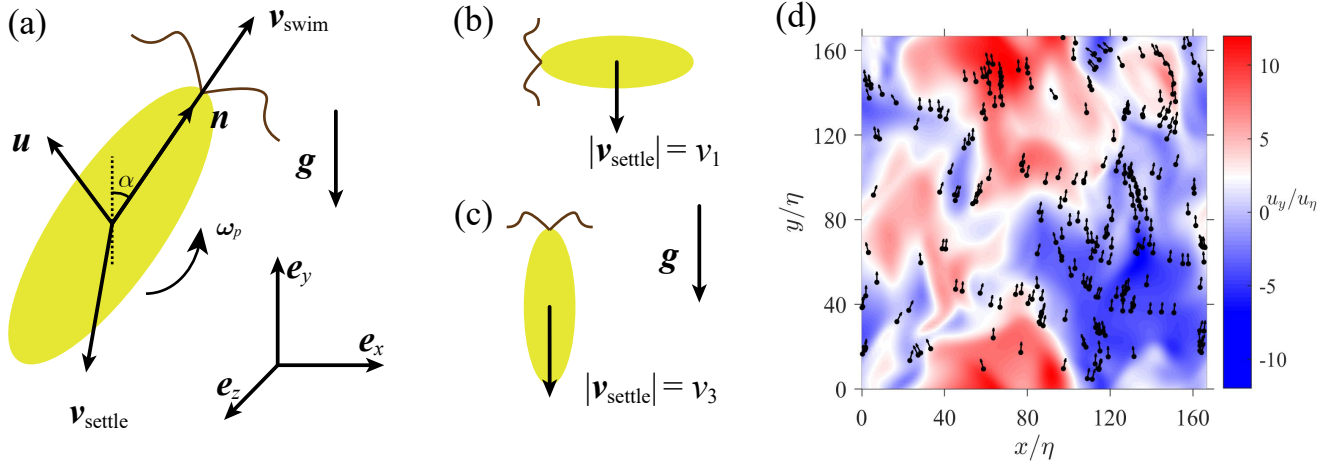 (a)
v_swim
n
u
α
g
ω_p
v_settle
e_y
e_x
e_z
(b)
|v_settle| = v_1
(c)
g
|v_settle| = v_3
(d)
160
120
80
40
0
y/η
0
40
80
120
160
x/η
10
5
0
-5
-10
u_y/u_η